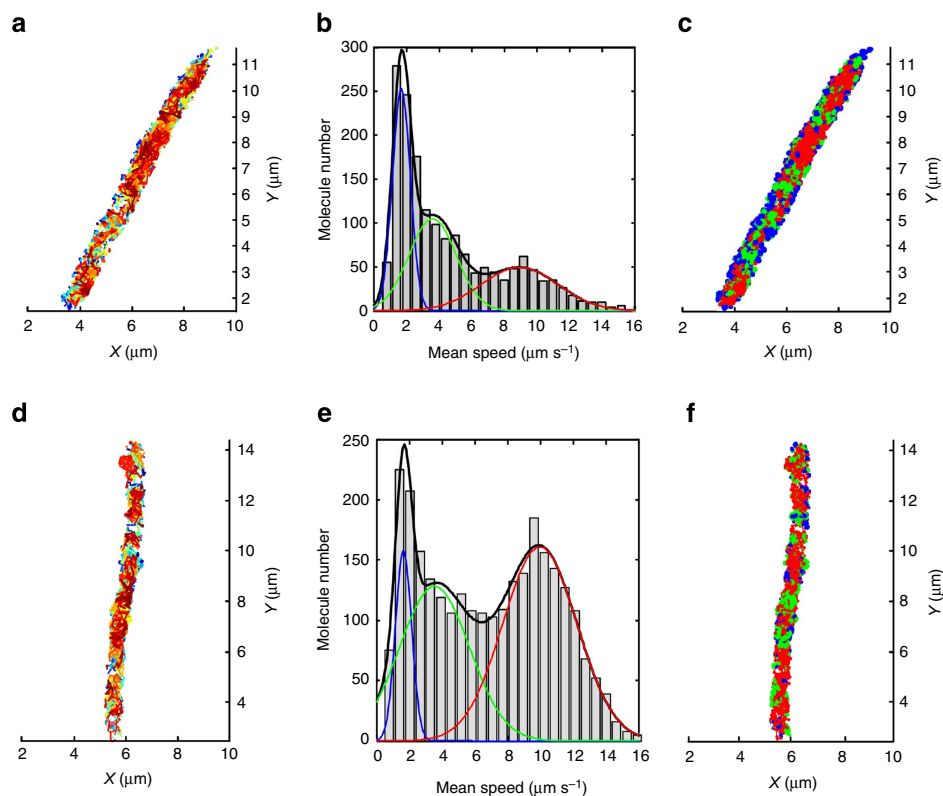 a
b
c
11
10
9
8
7
6
5
4
3
2
Y (μm)
2 4 6 8 10
X (μm)
300
250
200
150
100
50
0
Molecule number
0 2 4 6 8 10 12 14 16
Mean speed (μm s⁻¹)
11
10
9
8
7
6
5
4
3
2
Y (μm)
2 4 6 8 10
X (μm)
d
e
f
14
12
10
8
6
4
Y (μm)
2 4 6 8 10
X (μm)
250
200
150
100
50
0
Molecule number
0 2 4 6 8 10 12 14 16
Mean speed (μm s⁻¹)
14
12
10
8
6
4
Y (μm)
2 4 6 8 10
X (μm)